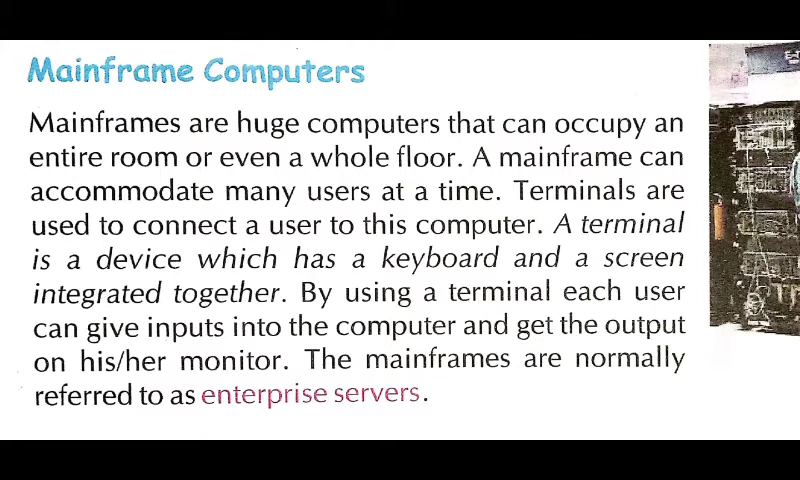 Mainframe Computers
Mainframes are huge computers that can occupy an
entire room or even a whole floor. A mainframe can
accommodate many users at a time. Terminals are
used to connect a user to this computer. A terminal
is a device which has a keyboard and a screen
integrated together. By using a terminal each user
can give inputs into the computer and get the output
on his/her monitor. The mainframes are normally
referred to as enterprise servers.